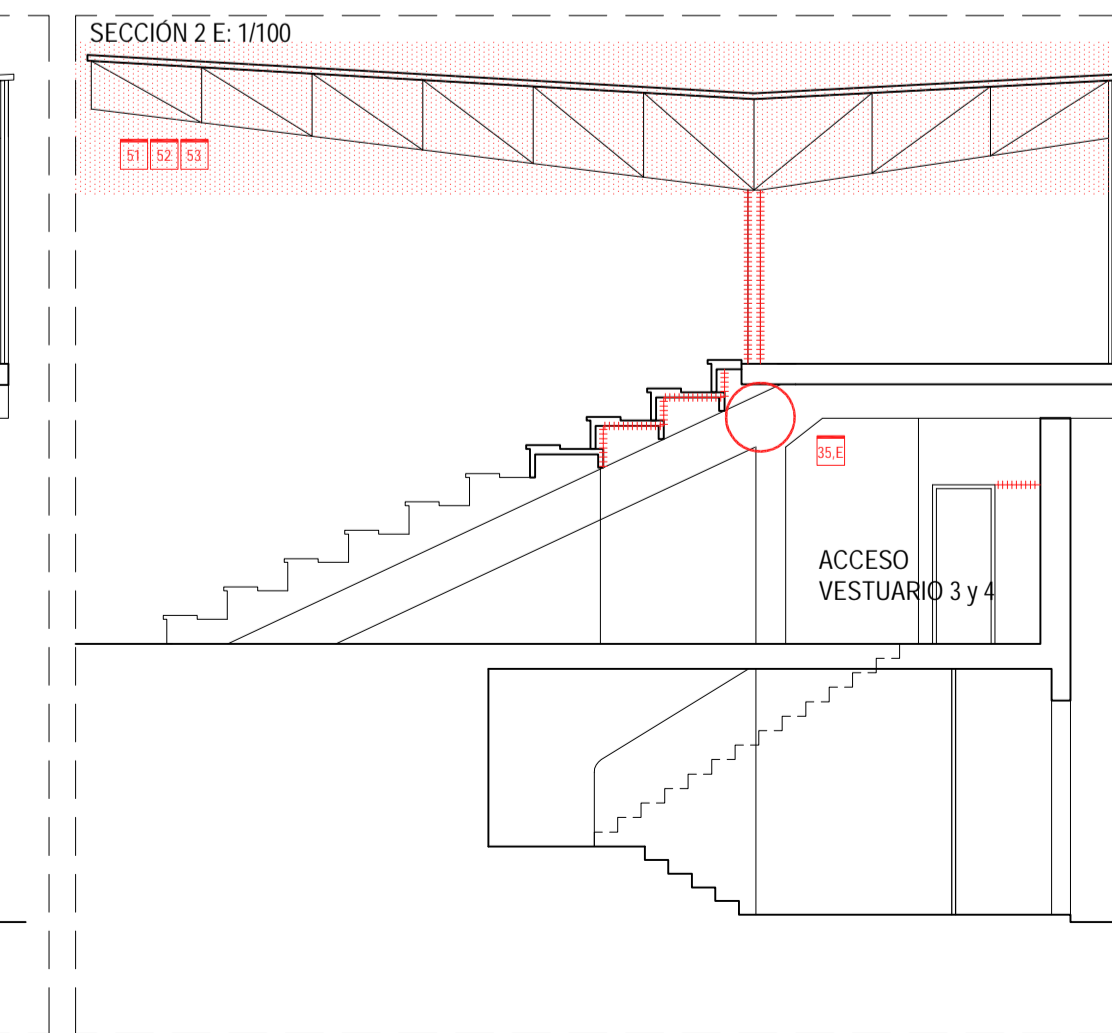 SECCIÓN 2 E: 1/100
51 52 53
35,E
ACCESO
VESTUARIO 3 y 4